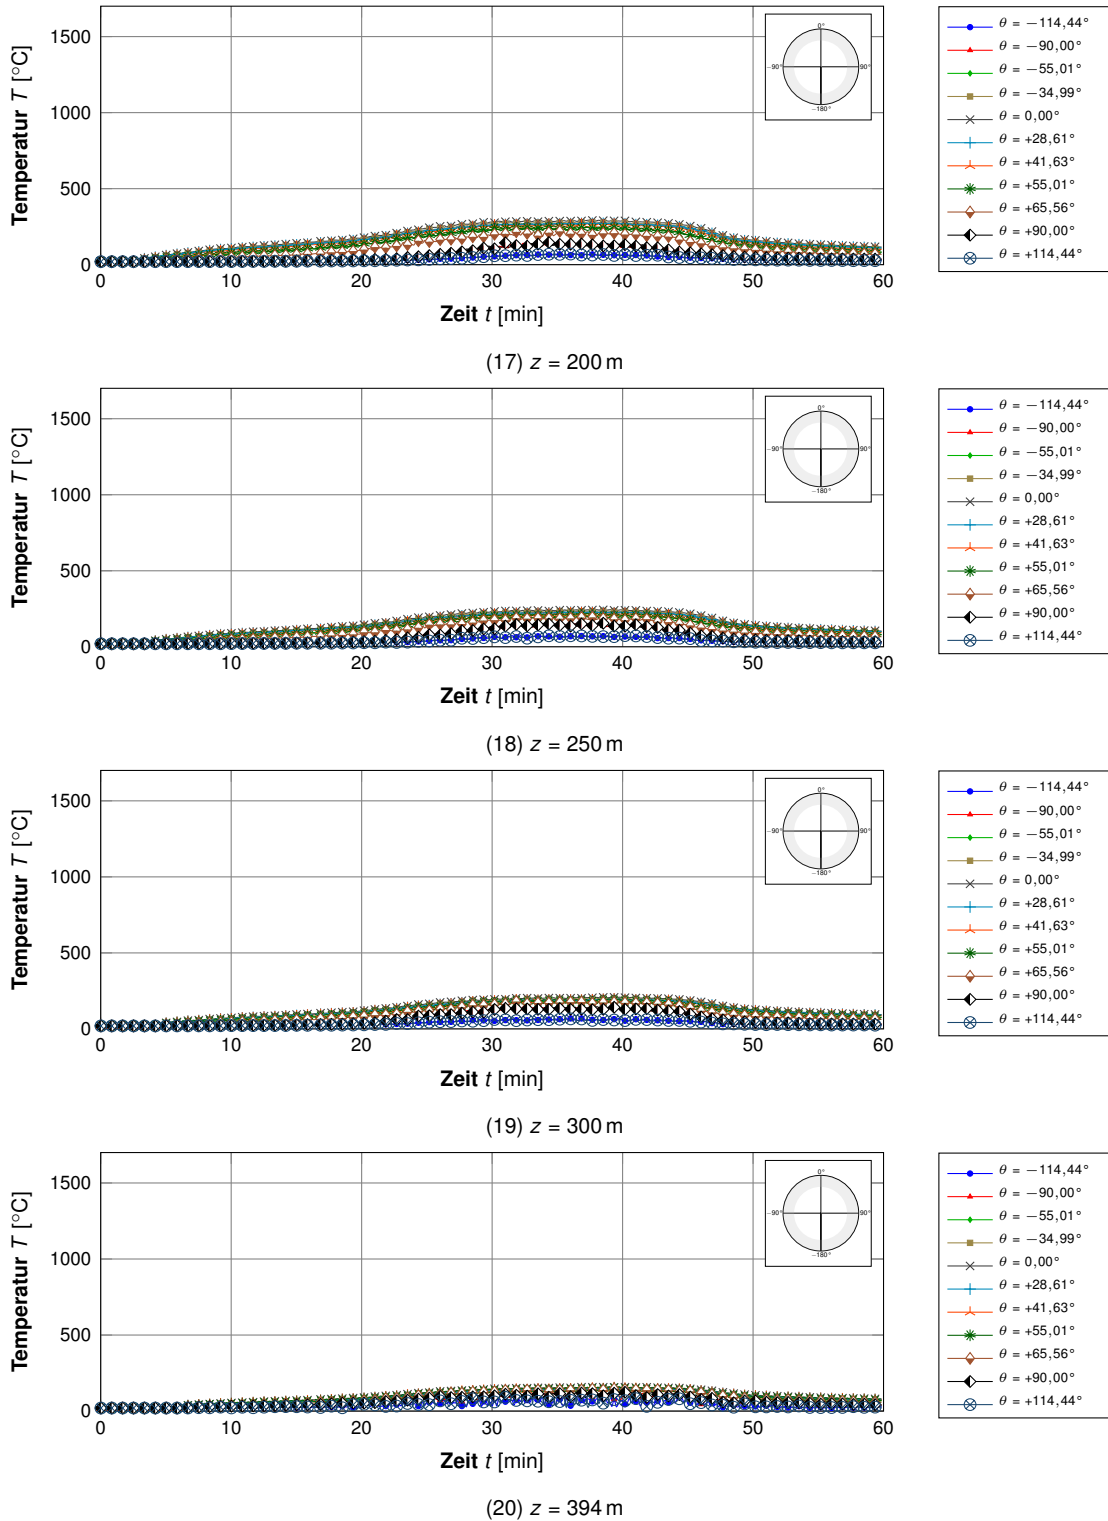 1500
1000
500
0
Temperatur T [°C]
0°
−90°
90°
−180°
0 10 20 30 40 50 60
Zeit t [min]
θ = −114,44°
θ = −90,00°
θ = −55,01°
θ = −34,99°
θ = 0,00°
θ = +28,61°
θ = +41,63°
θ = +55,01°
θ = +65,56°
θ = +90,00°
θ = +114,44°
(17) z = 200 m
1500
1000
500
0
Temperatur T [°C]
0°
−90°
90°
−180°
0 10 20 30 40 50 60
Zeit t [min]
θ = −114,44°
θ = −90,00°
θ = −55,01°
θ = −34,99°
θ = 0,00°
θ = +28,61°
θ = +41,63°
θ = +55,01°
θ = +65,56°
θ = +90,00°
θ = +114,44°
(18) z = 250 m
1500
1000
500
0
Temperatur T [°C]
0°
−90°
90°
−180°
0 10 20 30 40 50 60
Zeit t [min]
θ = −114,44°
θ = −90,00°
θ = −55,01°
θ = −34,99°
θ = 0,00°
θ = +28,61°
θ = +41,63°
θ = +55,01°
θ = +65,56°
θ = +90,00°
θ = +114,44°
(19) z = 300 m
1500
1000
500
0
Temperatur T [°C]
0°
−90°
90°
−180°
0 10 20 30 40 50 60
Zeit t [min]
θ = −114,44°
θ = −90,00°
θ = −55,01°
θ = −34,99°
θ = 0,00°
θ = +28,61°
θ = +41,63°
θ = +55,01°
θ = +65,56°
θ = +90,00°
θ = +114,44°
(20) z = 394 m